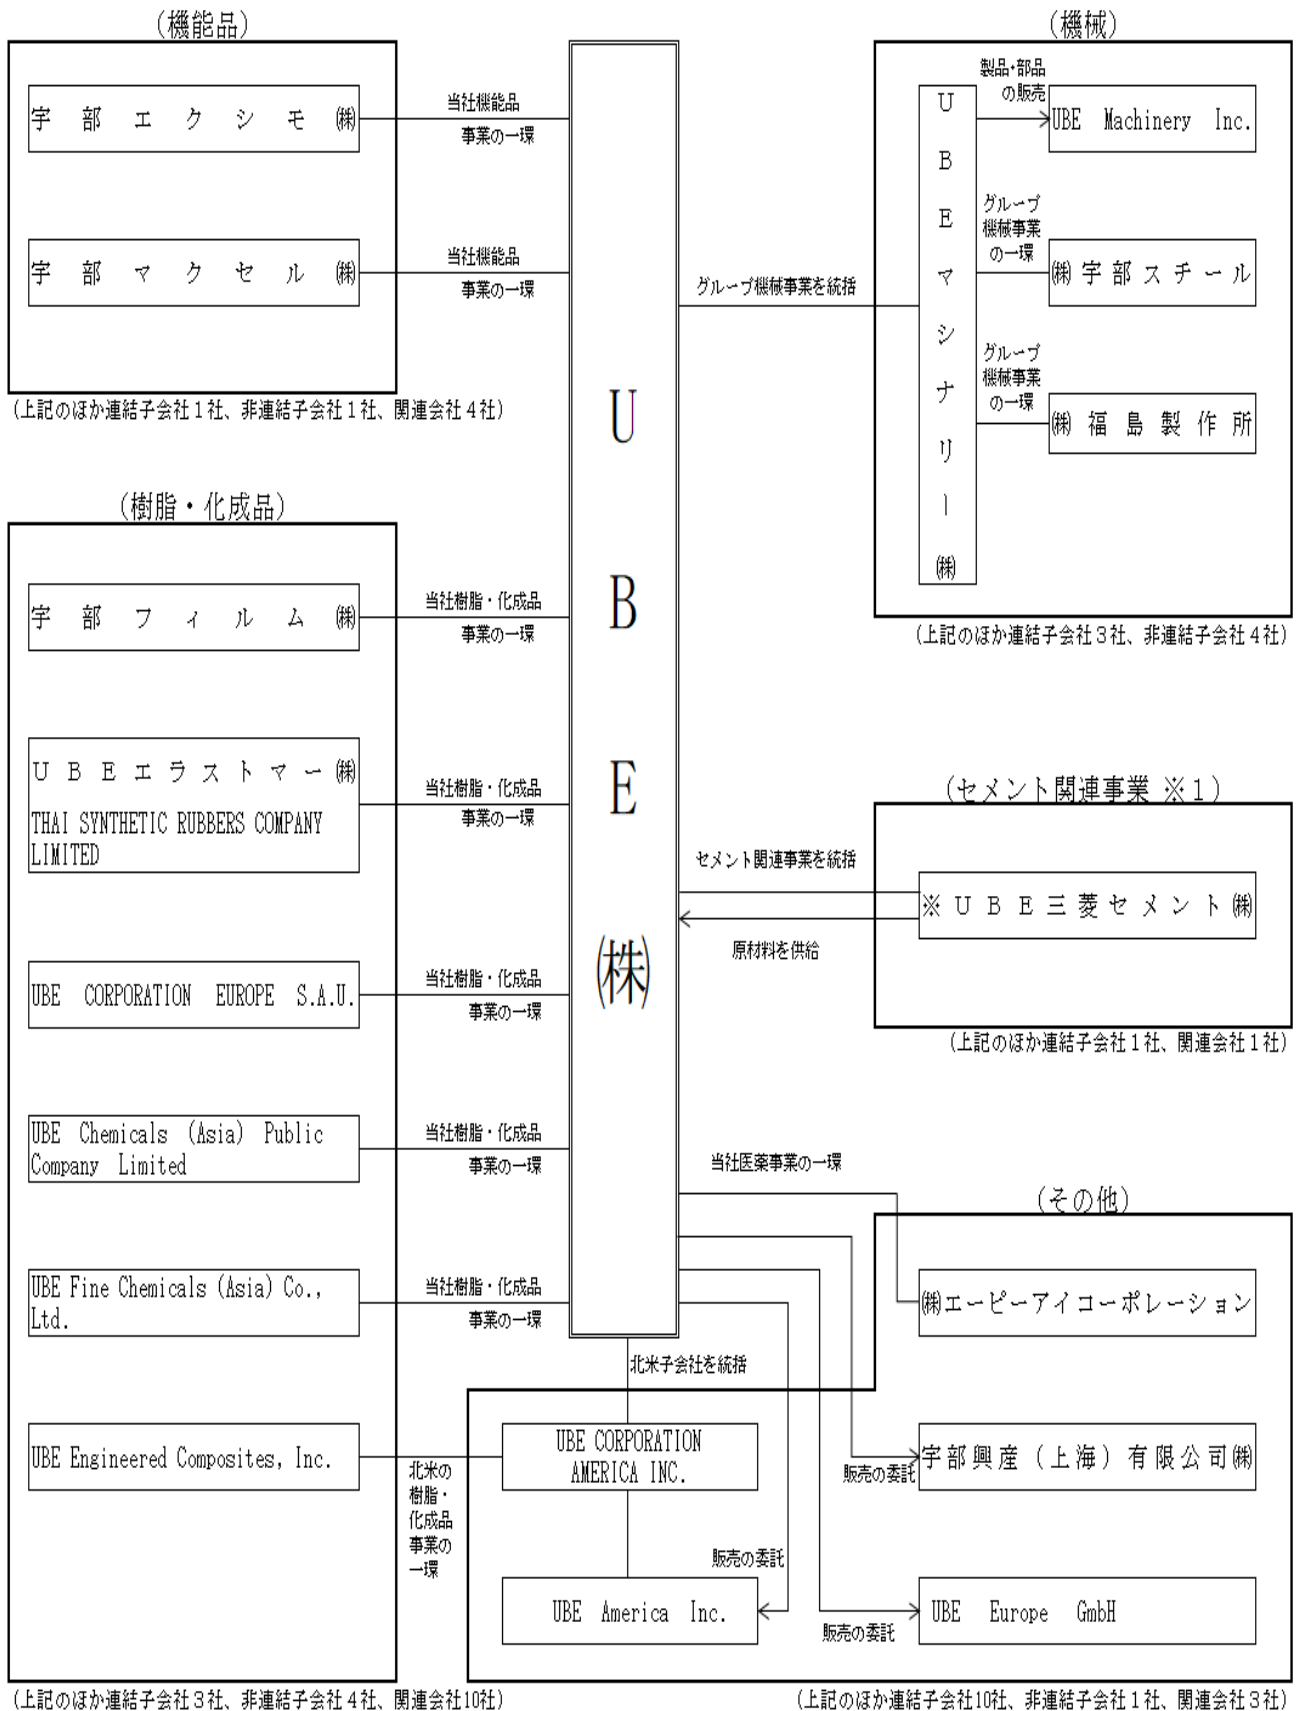 （機能品）
宇部エクシモ㈱
当社機能品
事業の一環
宇部マクセル㈱
当社機能品
事業の一環
（上記のほか連結子会社１社、非連結子会社１社、関連会社４社）
（樹脂・化成品）
宇部フィルム㈱
当社樹脂・化成品
事業の一環
ＵＢＥエラストマー㈱
THAI SYNTHETIC RUBBERS COMPANY
LIMITED
当社樹脂・化成品
事業の一環
UBE CORPORATION EUROPE S.A.U.
当社樹脂・化成品
事業の一環
UBE Chemicals (Asia) Public
Company Limited
当社樹脂・化成品
事業の一環
UBE Fine Chemicals (Asia) Co.,
Ltd.
当社樹脂・化成品
事業の一環
UBE Engineered Composites, Inc.
北米の
樹脂・
化成品
事業の
一環
（上記のほか連結子会社３社、非連結子会社４社、関連会社10社）
ＵＢＥ㈱
（機械）
グループ機械事業を統括
ＵＢＥマシナリー㈱
製品・部品
の販売
UBE Machinery Inc.
グループ
機械事業
の一環
㈱宇部スチール
グループ
機械事業
の一環
㈱福島製作所
（上記のほか連結子会社３社、非連結子会社４社）
（セメント関連事業 ※１）
セメント関連事業を統括
※ＵＢＥ三菱セメント㈱
原材料を供給
（上記のほか連結子会社１社、関連会社１社）
当社医薬事業の一環
（その他）
㈱エーピーアイコーポレーション
北米子会社を統括
UBE CORPORATION
AMERICA INC.
販売の委託
宇部興産（上海）有限公司㈱
販売の委託
UBE America Inc.
販売の委託
UBE Europe GmbH
（上記のほか連結子会社10社、非連結子会社１社、関連会社３社）